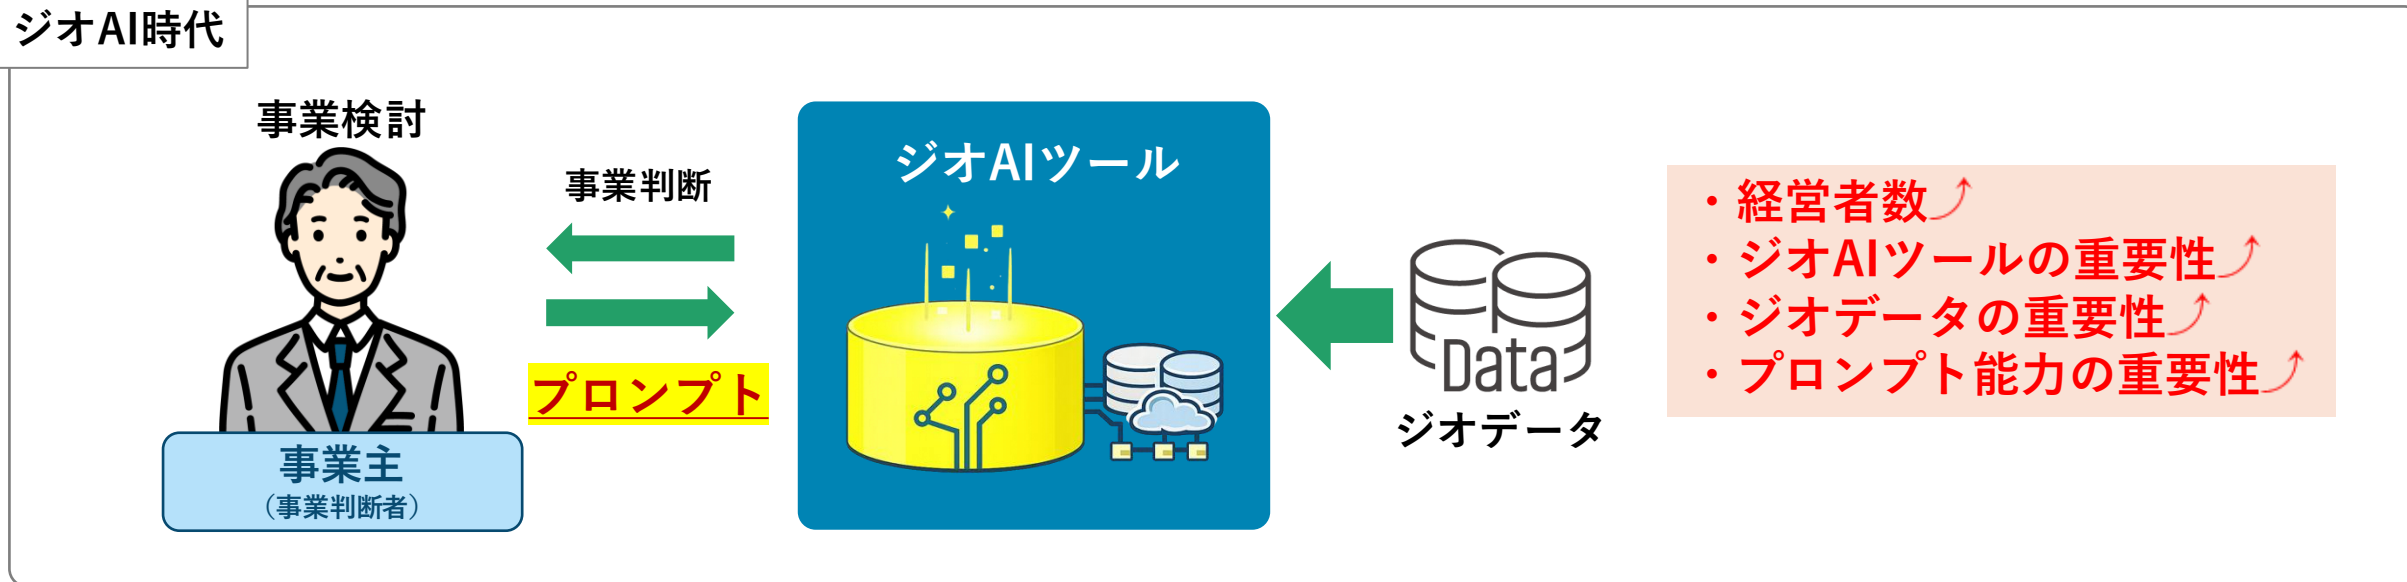 ジオAI時代
事業検討
事業判断
プロンプト
事業主
（事業判断者）
ジオAIツール
Data
ジオデータ
・経営者数⤴
・ジオAIツールの重要性⤴
・ジオデータの重要性⤴
・プロンプト能力の重要性⤴